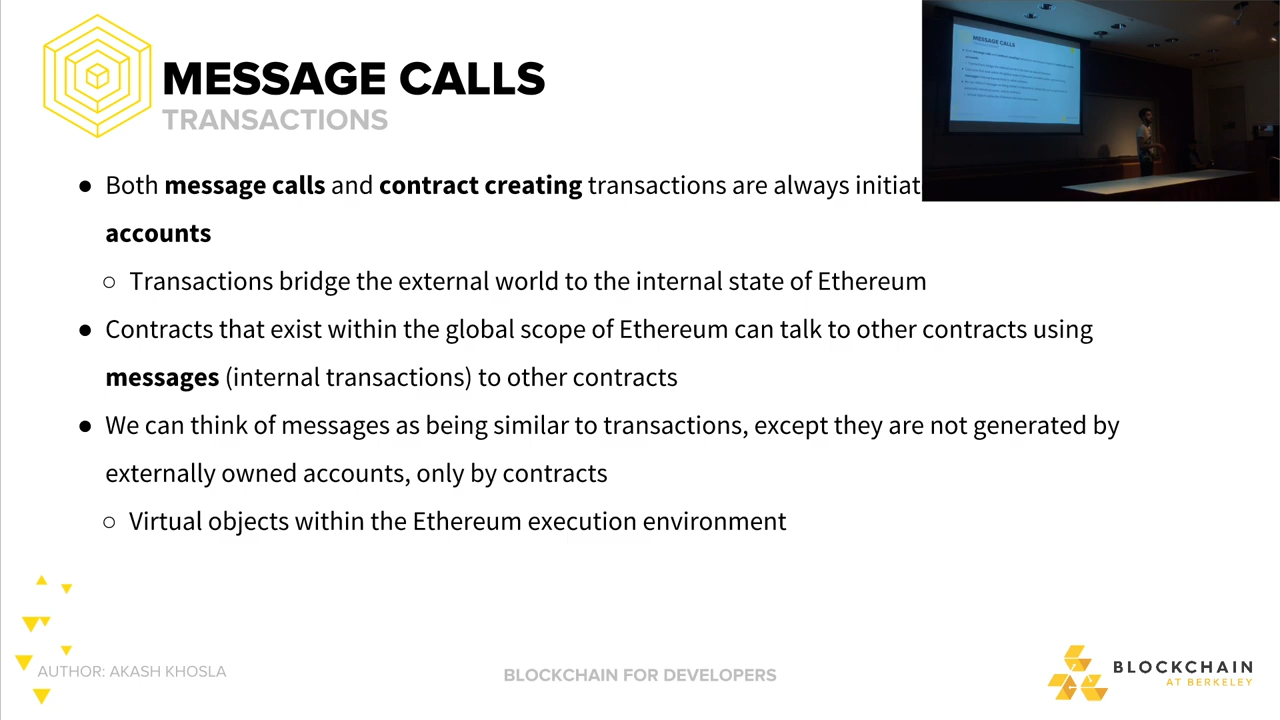 MESSAGE CALLS
TRANSACTIONS
● Both message calls and contract creating transactions are always initiat
accounts
○ Transactions bridge the external world to the internal state of Ethereum
● Contracts that exist within the global scope of Ethereum can talk to other contracts using
messages (internal transactions) to other contracts
● We can think of messages as being similar to transactions, except they are not generated by
externally owned accounts, only by contracts
○ Virtual objects within the Ethereum execution environment
AUTHOR: AKASH KHOSLA
BLOCKCHAIN FOR DEVELOPERS
BLOCKCHAIN
AT BERKELEY
MESSAGE CALLS